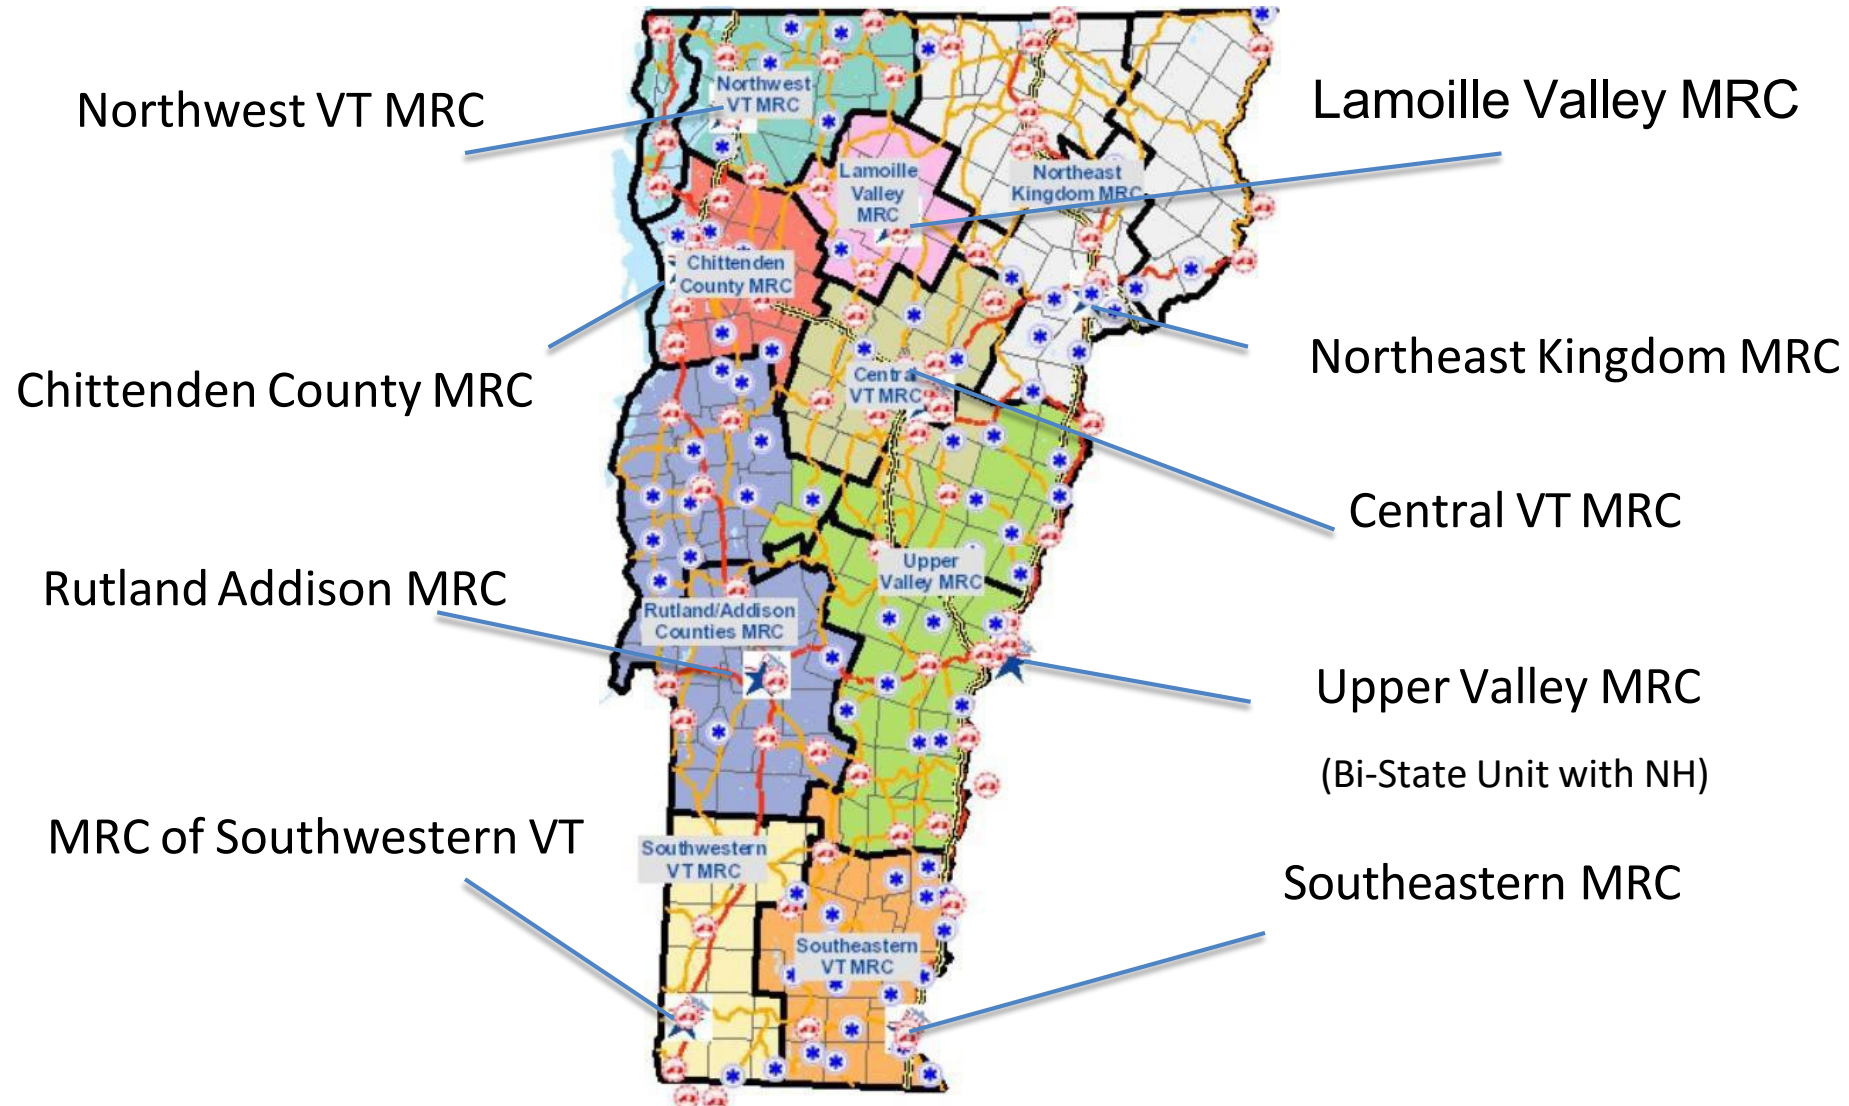 Northwest VT MRC
Lamoille Valley MRC
Chittenden County MRC
Northeast Kingdom MRC
Central VT MRC
Rutland Addison MRC
Upper Valley MRC
(Bi-State Unit with NH)
MRC of Southwestern VT
Southeastern MRC
Northwest
VT MRC
Lamoille
Valley
MRC
Northeast
Kingdom MRC
Chittenden
County MRC
Central
VT MRC
Upper
Valley MRC
Rutland/Addison
Counties MRC
Southwestern
VT MRC
Southeastern
VT MRC